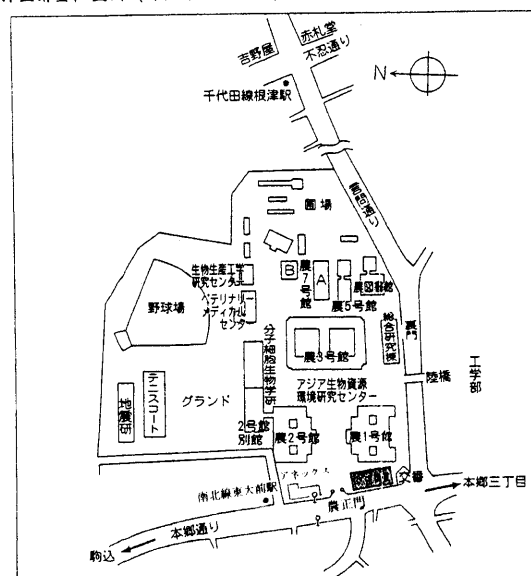 赤札堂
吉野屋
不忍通り
N
千代田線根津駅
言問通り
圃場
生物生産工学
研究センター
農7号館
B
A
農図書館
ベテリナリー
メディカル
センター
農5号館
野球場
総合研究棟
裏門
分子細胞生物学研
農3号館
工学部
陸橋
アジア生物資源
環境研究センター
グランド
テニスコート
地震研
2号館
別館
農2号館
農1号館
アネックス
交番
南北線東大前駅
農正門
本郷三丁目
本郷通り
駒込